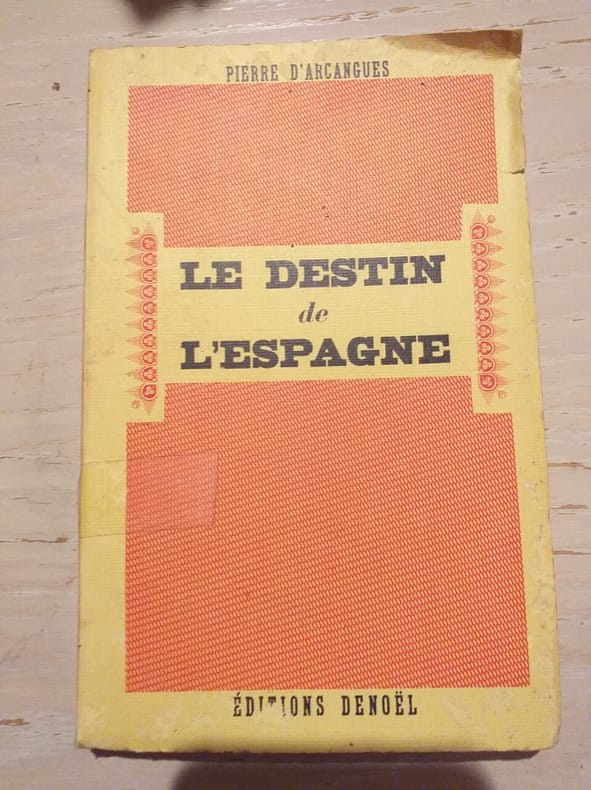 PIERRE D'ARCANGUES
LE DESTIN
de
L'ESPAGNE
ÉDITIONS DENOËL